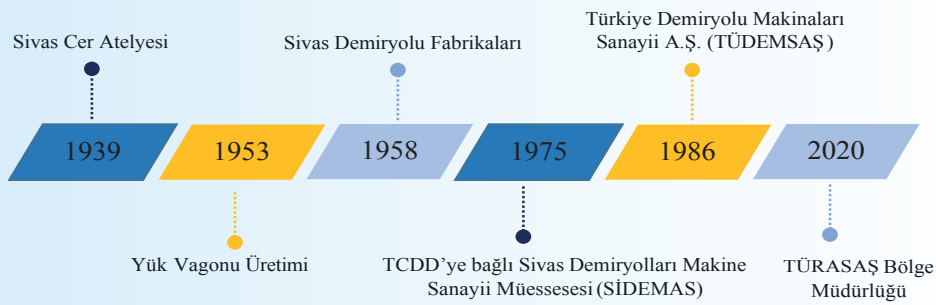 Sivas Cer Atelyesi
1939
1953
Yük Vagonu Üretimi
Sivas Demiryolu Fabrikaları
1958
1975
TCDD’ye bağlı Sivas Demiryolları Makine
Sanayii Müessesesi (SİDEMAS)
Türkiye Demiryolu Makinaları
Sanayii A.Ş. (TÜDEMSAŞ)
1986
2020
TÜRASAŞ Bölge
Müdürlüğü